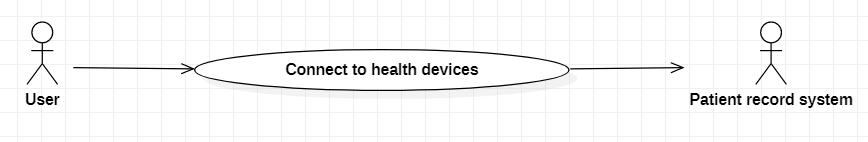 Connect to health devices
User
Patient record system